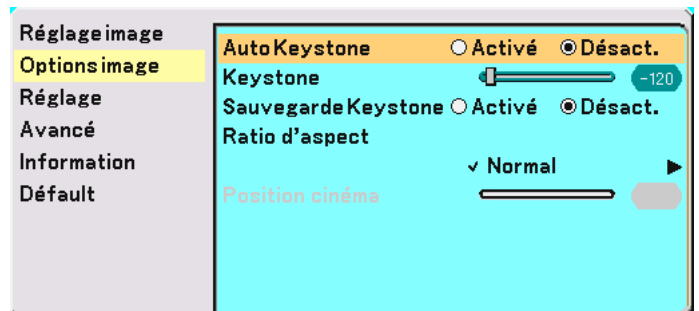 Réglage image
Options image
Réglage
Avancé
Information
Défault
Auto Keystone Activé Désact.
Keystone -120
Sauvegarde Keystone Activé Désact.
Ratio d'aspect
Normal
Position cinéma